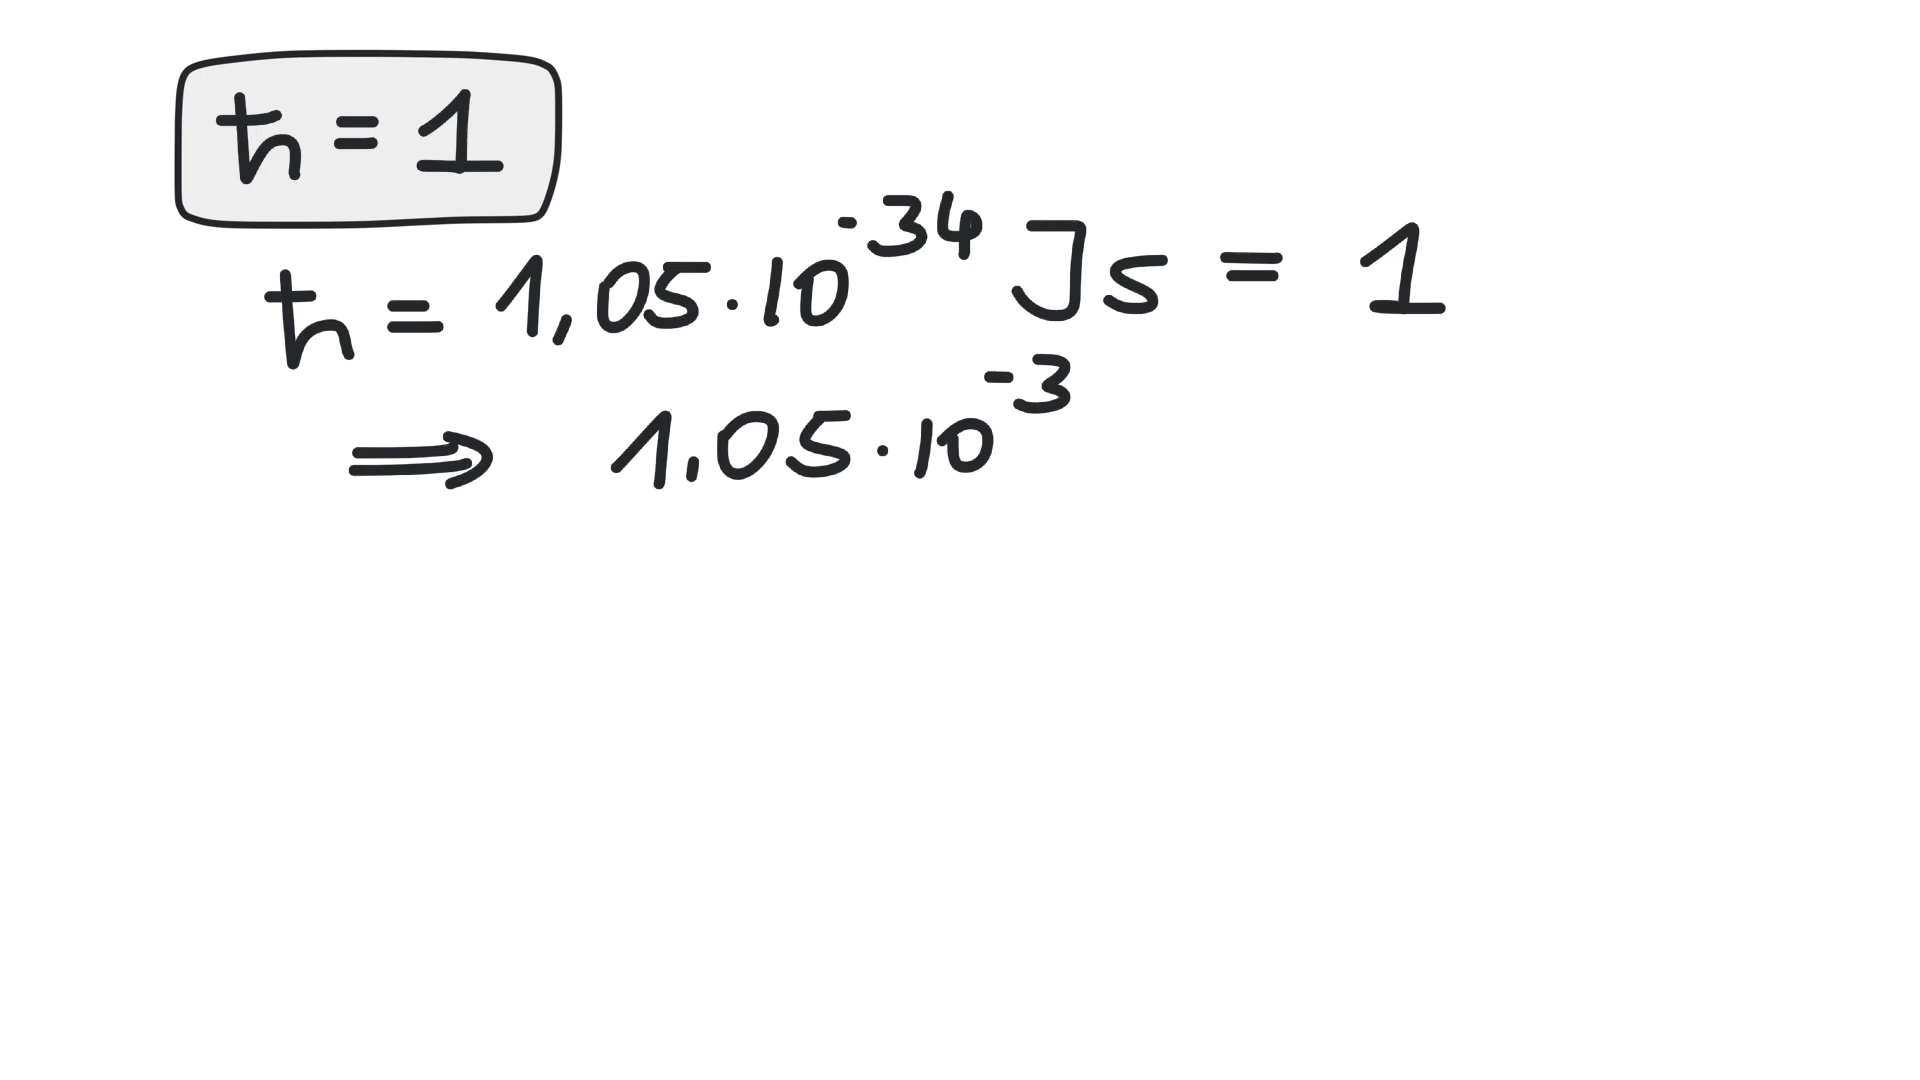 ħ = 1
ħ = 1,05 · 10⁻³⁴ Js = 1
⇒ 1.05 · 10⁻³